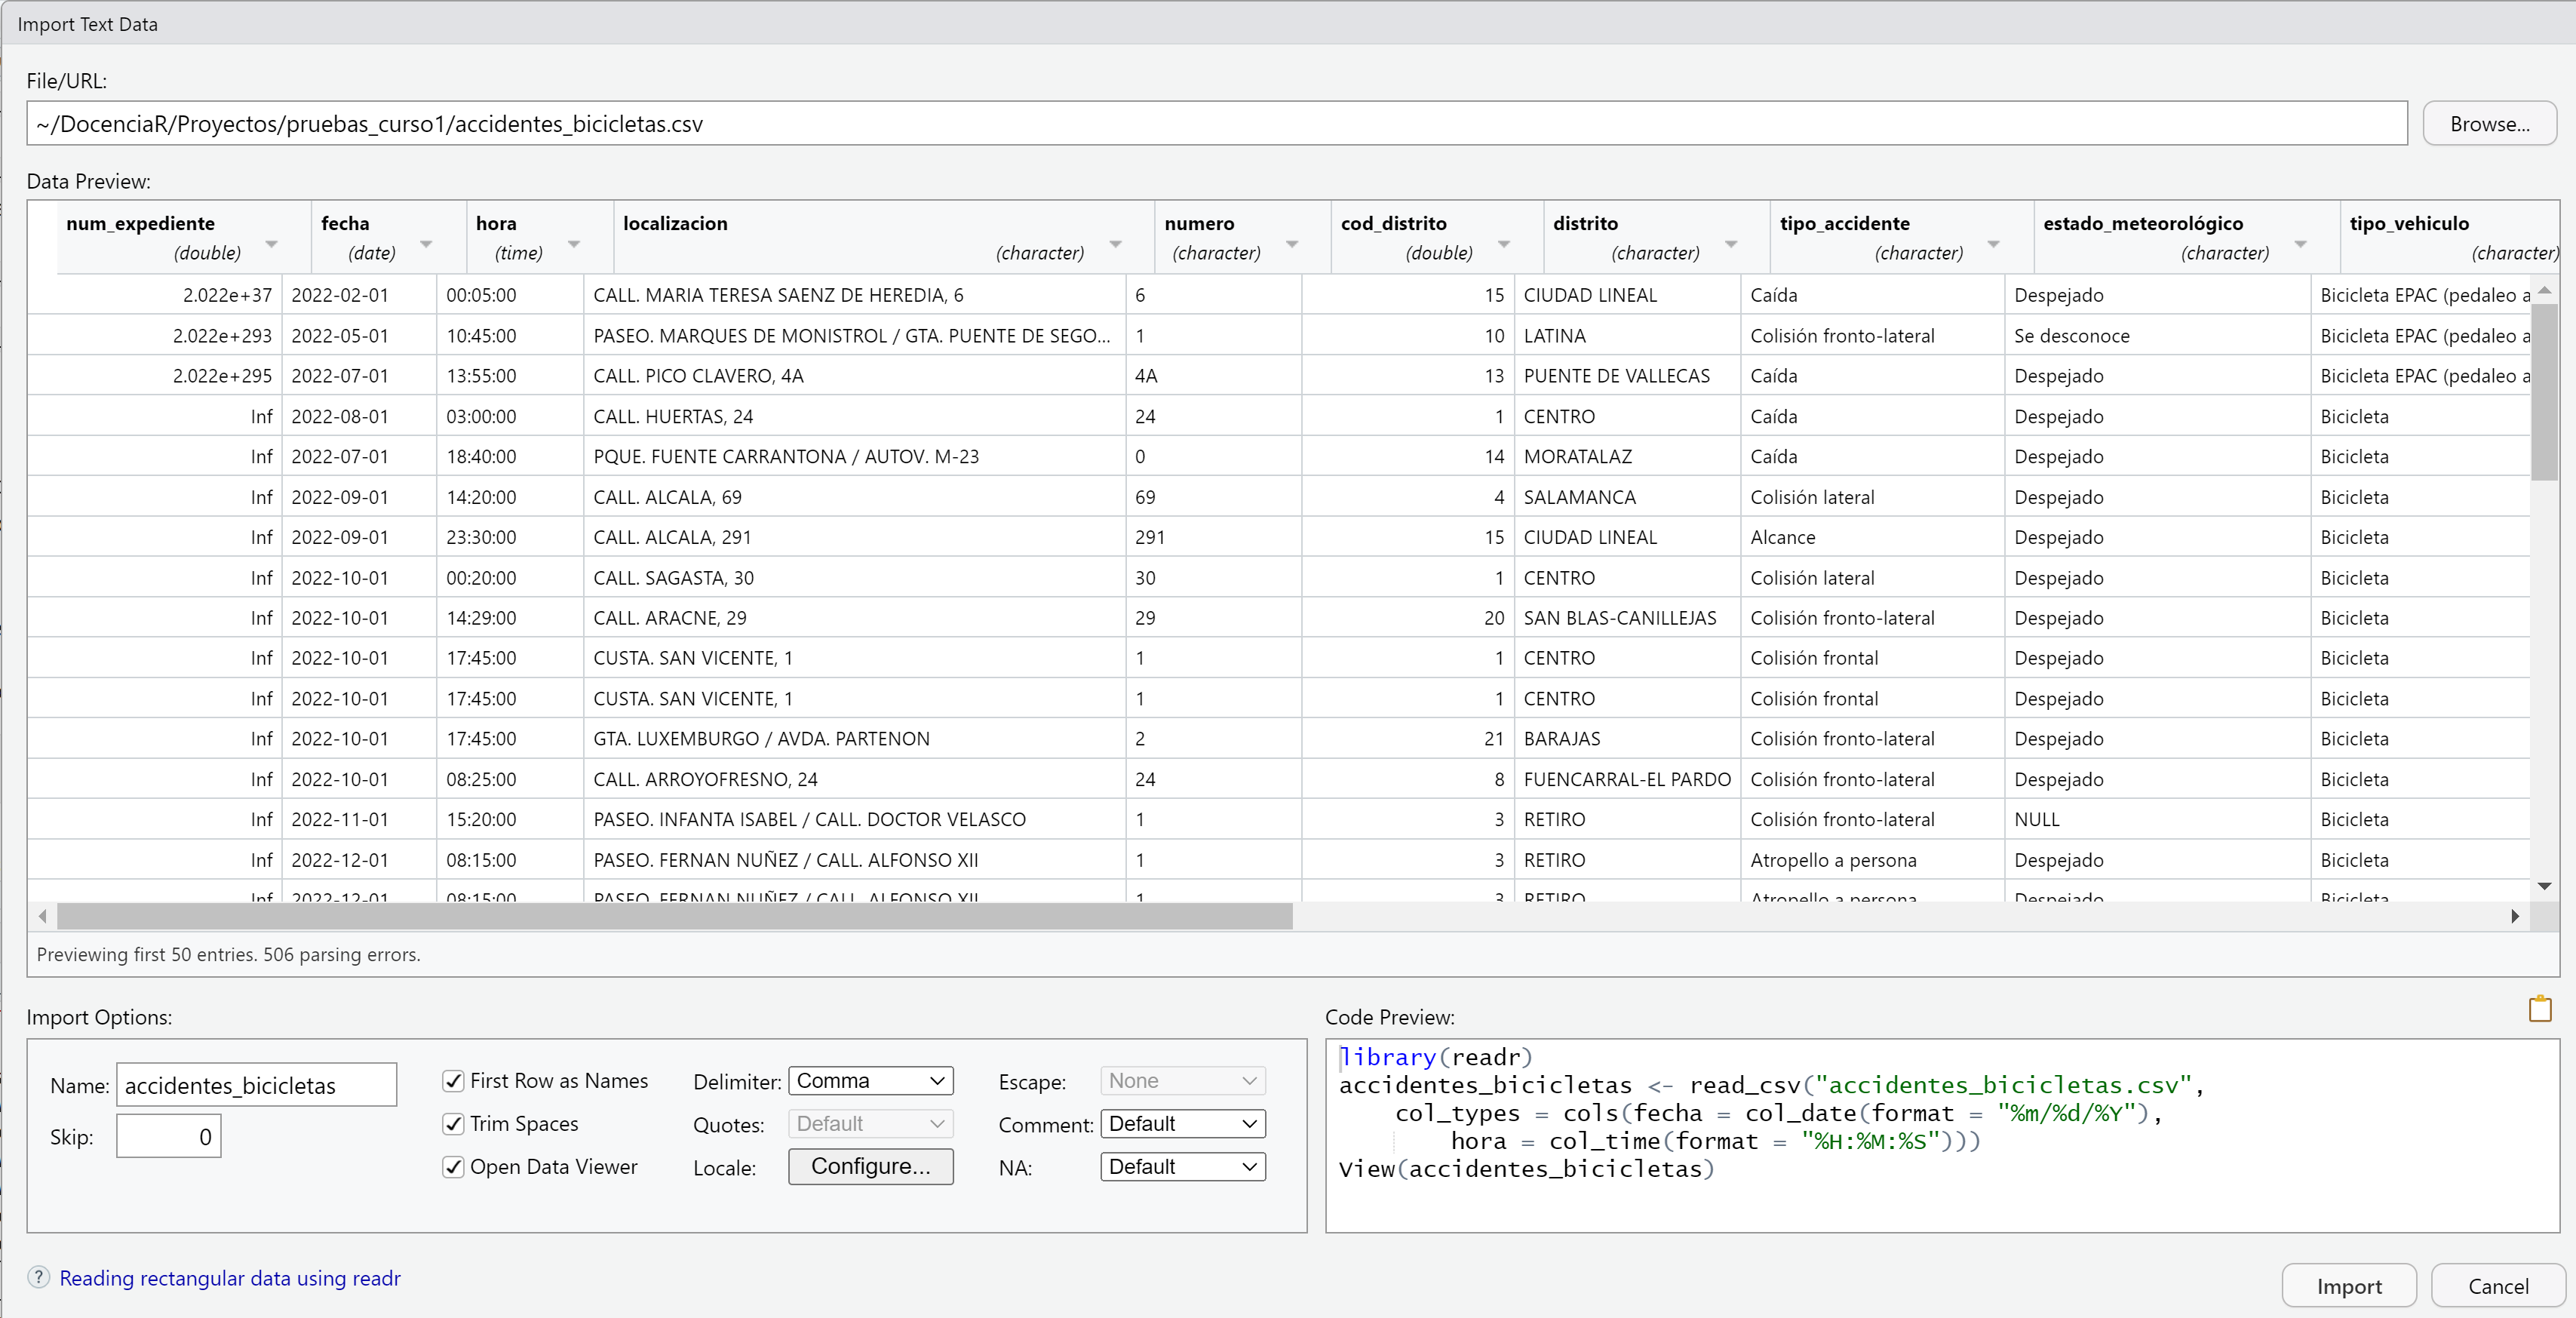 Import Text Data
File/URL:
~/DocenciaR/Proyectos/pruebas_curso1/accidentes_bicicletas.csv
Browse...
Data Preview:
num_expediente fecha hora localizacion numero cod_distrito distrito tipo_accidente estado_meteorológico tipo_vehiculo
(double) (date) (time) (character) (character) (double) (character) (character) (character) (character)
2.022e+37 2022-02-01 00:05:00 CALL. MARIA TERESA SAENZ DE HEREDIA, 6 6 15 CIUDAD LINEAL Caída Despejado Bicicleta EPAC (pedaleo a
2.022e+293 2022-05-01 10:45:00 PASEO. MARQUES DE MONISTROL / GTA. PUENTE DE SEGO... 1 10 LATINA Colisión fronto-lateral Se desconoce Bicicleta EPAC (pedaleo a
2.022e+295 2022-07-01 13:55:00 CALL. PICO CLAVERO, 4A 4A 13 PUENTE DE VALLECAS Caída Despejado Bicicleta EPAC (pedaleo a
Inf 2022-08-01 03:00:00 CALL. HUERTAS, 24 24 1 CENTRO Caída Despejado Bicicleta
Inf 2022-07-01 18:40:00 PQUE. FUENTE CARRANTONA / AUTOV. M-23 0 14 MORATALAZ Caída Despejado Bicicleta
Inf 2022-09-01 14:20:00 CALL. ALCALA, 69 69 4 SALAMANCA Colisión lateral Despejado Bicicleta
Inf 2022-09-01 23:30:00 CALL. ALCALA, 291 291 15 CIUDAD LINEAL Alcance Despejado Bicicleta
Inf 2022-10-01 00:20:00 CALL. SAGASTA, 30 30 1 CENTRO Colisión lateral Despejado Bicicleta
Inf 2022-10-01 14:29:00 CALL. ARACNE, 29 29 20 SAN BLAS-CANILLEJAS Colisión fronto-lateral Despejado Bicicleta
Inf 2022-10-01 17:45:00 CUSTA. SAN VICENTE, 1 1 1 CENTRO Colisión frontal Despejado Bicicleta
Inf 2022-10-01 17:45:00 CUSTA. SAN VICENTE, 1 1 1 CENTRO Colisión frontal Despejado Bicicleta
Inf 2022-10-01 17:45:00 GTA. LUXEMBURGO / AVDA. PARTENON 2 21 BARAJAS Colisión fronto-lateral Despejado Bicicleta
Inf 2022-10-01 08:25:00 CALL. ARROYOFRESNO, 24 24 8 FUENCARRAL-EL PARDO Colisión fronto-lateral Despejado Bicicleta
Inf 2022-11-01 15:20:00 PASEO. INFANTA ISABEL / CALL. DOCTOR VELASCO 1 3 RETIRO Colisión fronto-lateral NULL Bicicleta
Inf 2022-12-01 08:15:00 PASEO. FERNAN NUÑEZ / CALL. ALFONSO XII 1 3 RETIRO Atropello a persona Despejado Bicicleta
Inf 2022-12-01 08:15:00 PASEO. FERNAN NUÑEZ / CALL. ALFONSO XII 1 3 RETIRO Atropello a persona Despejado Bicicleta
Previewing first 50 entries. 506 parsing errors.
Import Options:
Name: accidentes_bicicletas
Skip: 0
First Row as Names
Trim Spaces
Open Data Viewer
Delimiter: Comma
Quotes: Default
Locale: Configure...
Escape: None
Comment: Default
NA: Default
Code Preview:
library(readr)
accidentes_bicicletas <- read_csv("accidentes_bicicletas.csv",
    col_types = cols(fecha = col_date(format = "%m/%d/%Y"),
        hora = col_time(format = "%H:%M:%S")))
View(accidentes_bicicletas)
? Reading rectangular data using readr
Import
Cancel